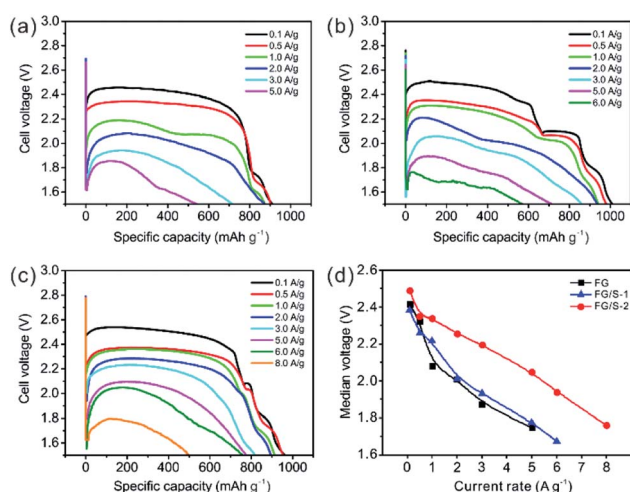 (a)
3.0
2.8
2.6
2.4
2.2
2.0
1.8
1.6
Cell voltage (V)
0.1 A/g
0.5 A/g
1.0 A/g
2.0 A/g
3.0 A/g
5.0 A/g
0 200 400 600 800 1000
Specific capacity (mAh g⁻¹)
(b)
3.0
2.8
2.6
2.4
2.2
2.0
1.8
1.6
Cell voltage (V)
0.1 A/g
0.5 A/g
1.0 A/g
2.0 A/g
3.0 A/g
5.0 A/g
6.0 A/g
0 200 400 600 800 1000
Specific capacity (mAh g⁻¹)
(c)
3.0
2.8
2.6
2.4
2.2
2.0
1.8
1.6
Cell voltage (V)
0.1 A/g
0.5 A/g
1.0 A/g
2.0 A/g
3.0 A/g
5.0 A/g
6.0 A/g
8.0 A/g
0 200 400 600 800 1000
Specific capacity (mAh g⁻¹)
(d)
2.6
2.4
2.2
2.0
1.8
1.6
Median voltage (V)
FG
FG/S-1
FG/S-2
0 1 2 3 4 5 6 7 8
Current rate (A g⁻¹)